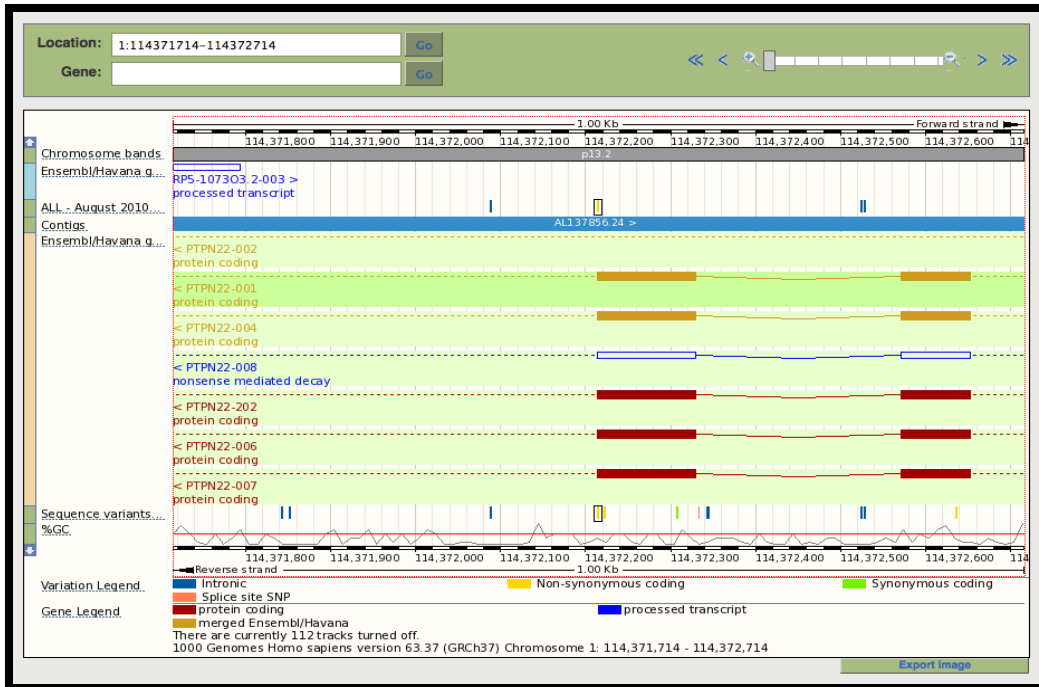 Location: 1:114371714-114372714 Go
Gene: Go
1.00 Kb Forward strand
114,371,800 114,371,900 114,372,000 114,372,100 114,372,200 114,372,300 114,372,400 114,372,500 114,372,600 114
Chromosome bands p13.2
Ensembl/Havana g...
RP5-1073O3.2-003 >
processed transcript
ALL - August 2010...
Contigs AL137856.24 >
Ensembl/Havana g...
< PTPN22-002
protein coding
< PTPN22-001
protein coding
< PTPN22-004
protein coding
< PTPN22-008
nonsense mediated decay
< PTPN22-202
protein coding
< PTPN22-006
protein coding
< PTPN22-007
protein coding
Sequence variants...
%GC
114,371,800 114,371,900 114,372,000 114,372,100 114,372,200 114,372,300 114,372,400 114,372,500 114,372,600 114
Reverse strand 1.00 Kb
Variation Legend Intronic Non-synonymous coding Synonymous coding
Splice site SNP
Gene Legend protein coding processed transcript
merged Ensembl/Havana
There are currently 112 tracks turned off.
1000 Genomes Homo sapiens version 63.37 (GRCh37) Chromosome 1: 114,371,714 - 114,372,714
Export Image